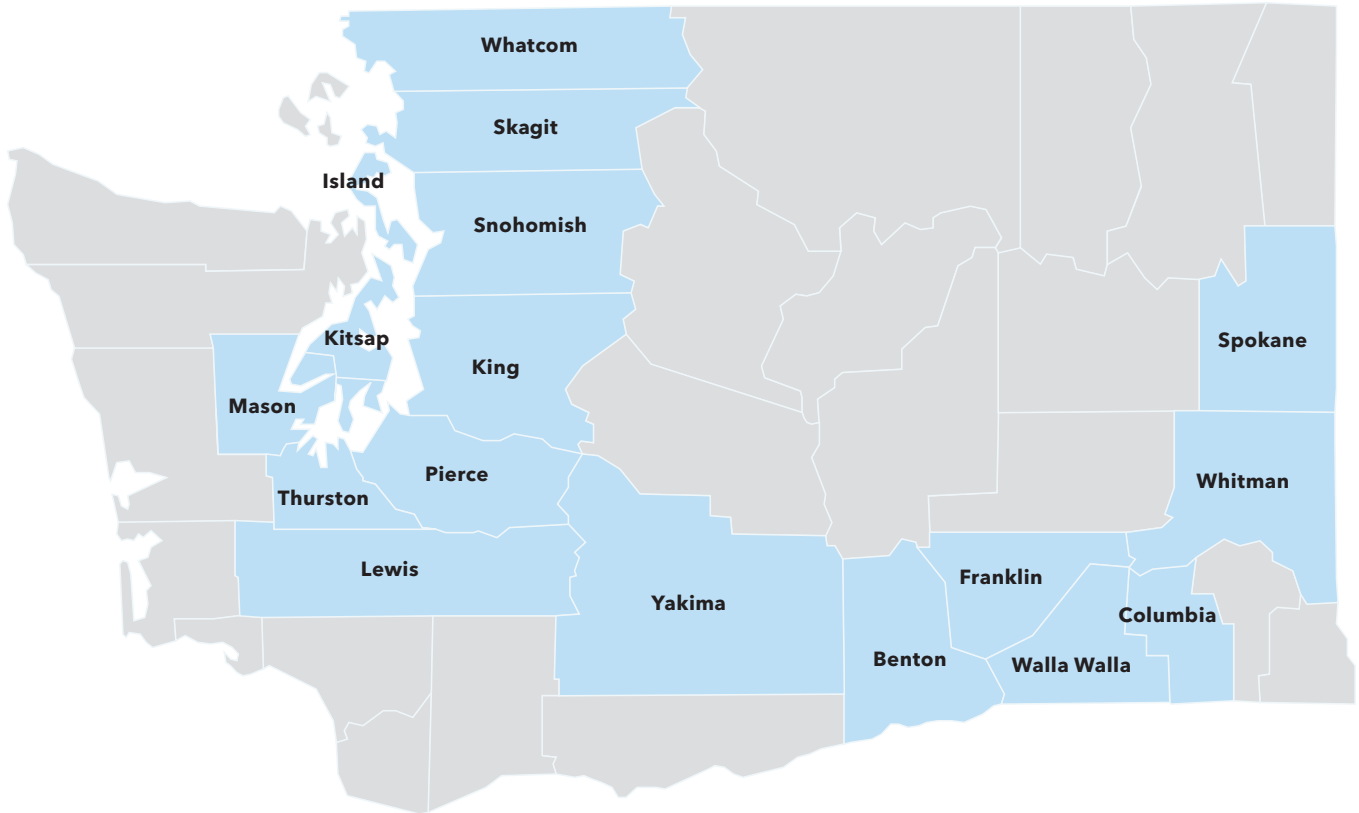 Whatcom
Skagit
Island
Snohomish
Kitsap
King
Spokane
Mason
Pierce
Whitman
Thurston
Lewis
Franklin
Yakima
Columbia
Benton
Walla Walla